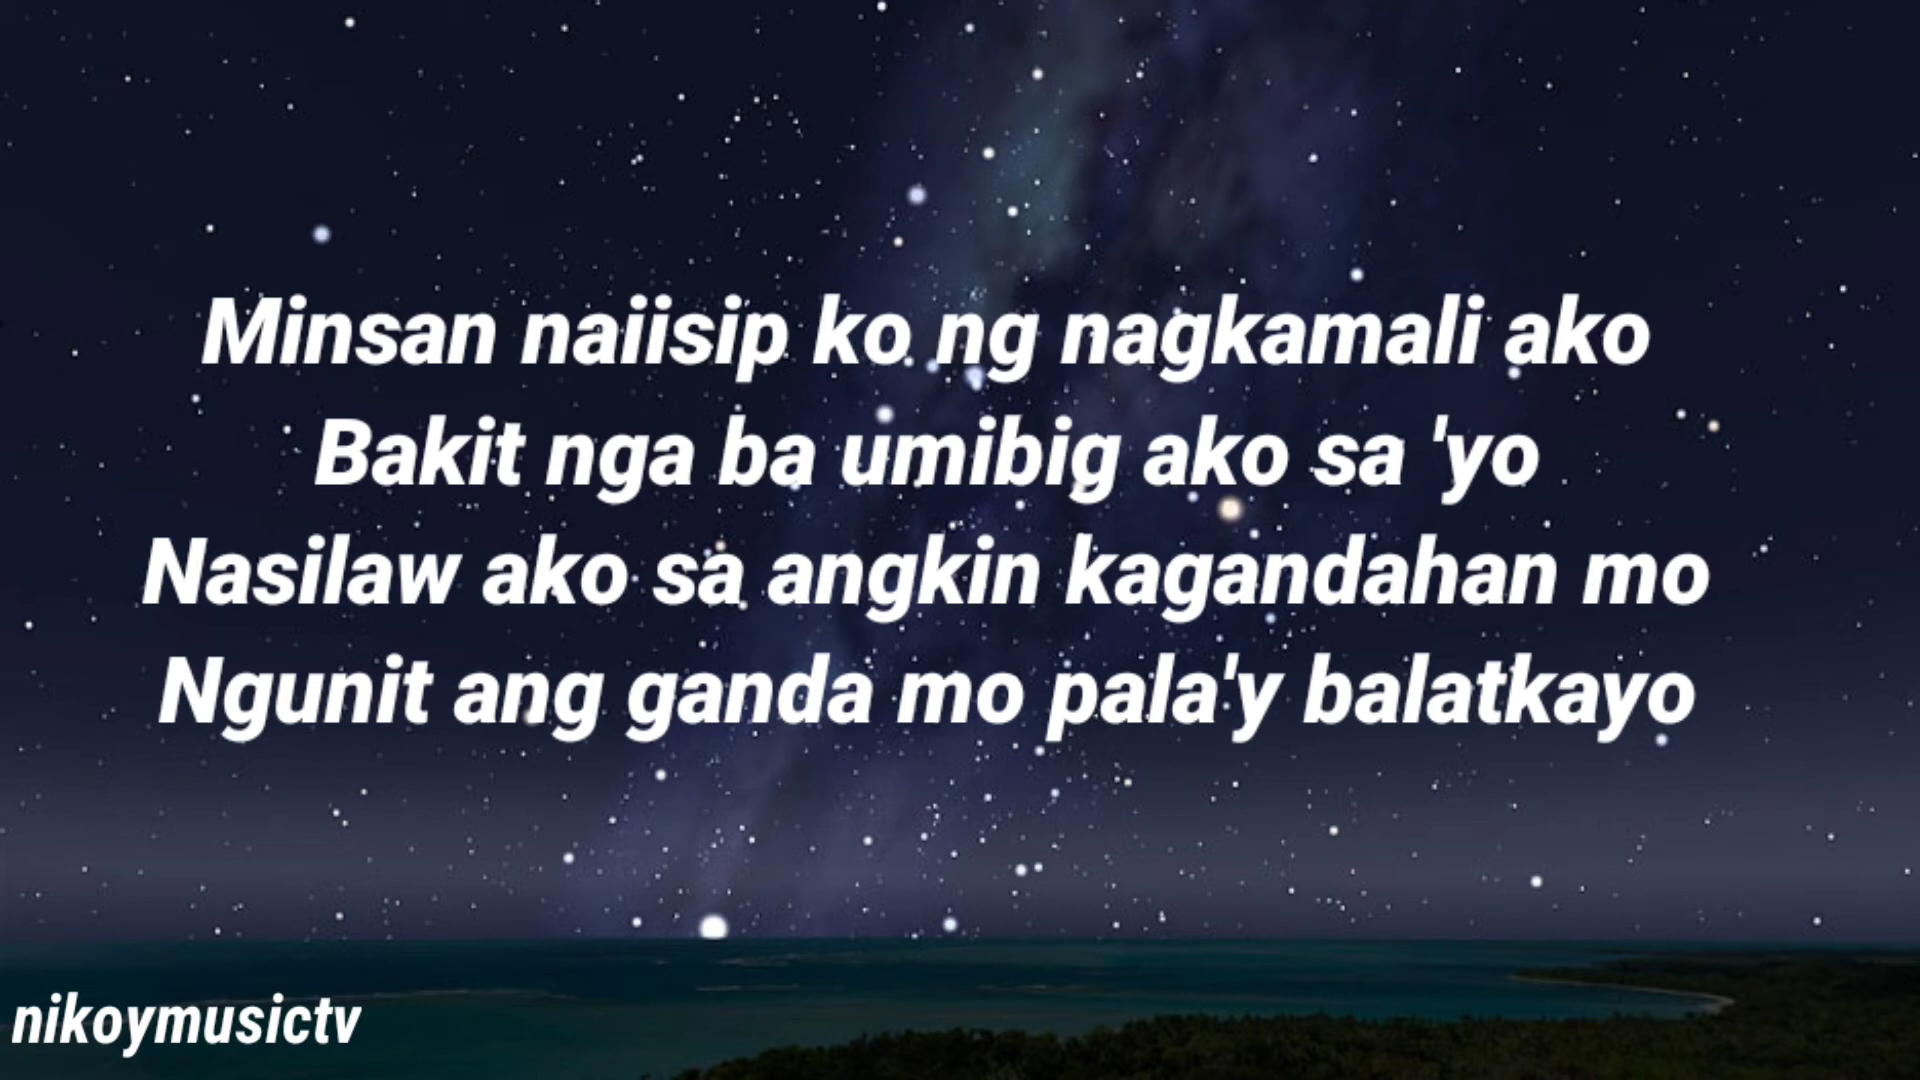 Minsan naiisip ko ng nagkamali ako
Bakit nga ba umibig ako sa 'yo
Nasilaw ako sa angkin kagandahan mo
Ngunit ang ganda mo pala'y balatkayo
nikoymusictv